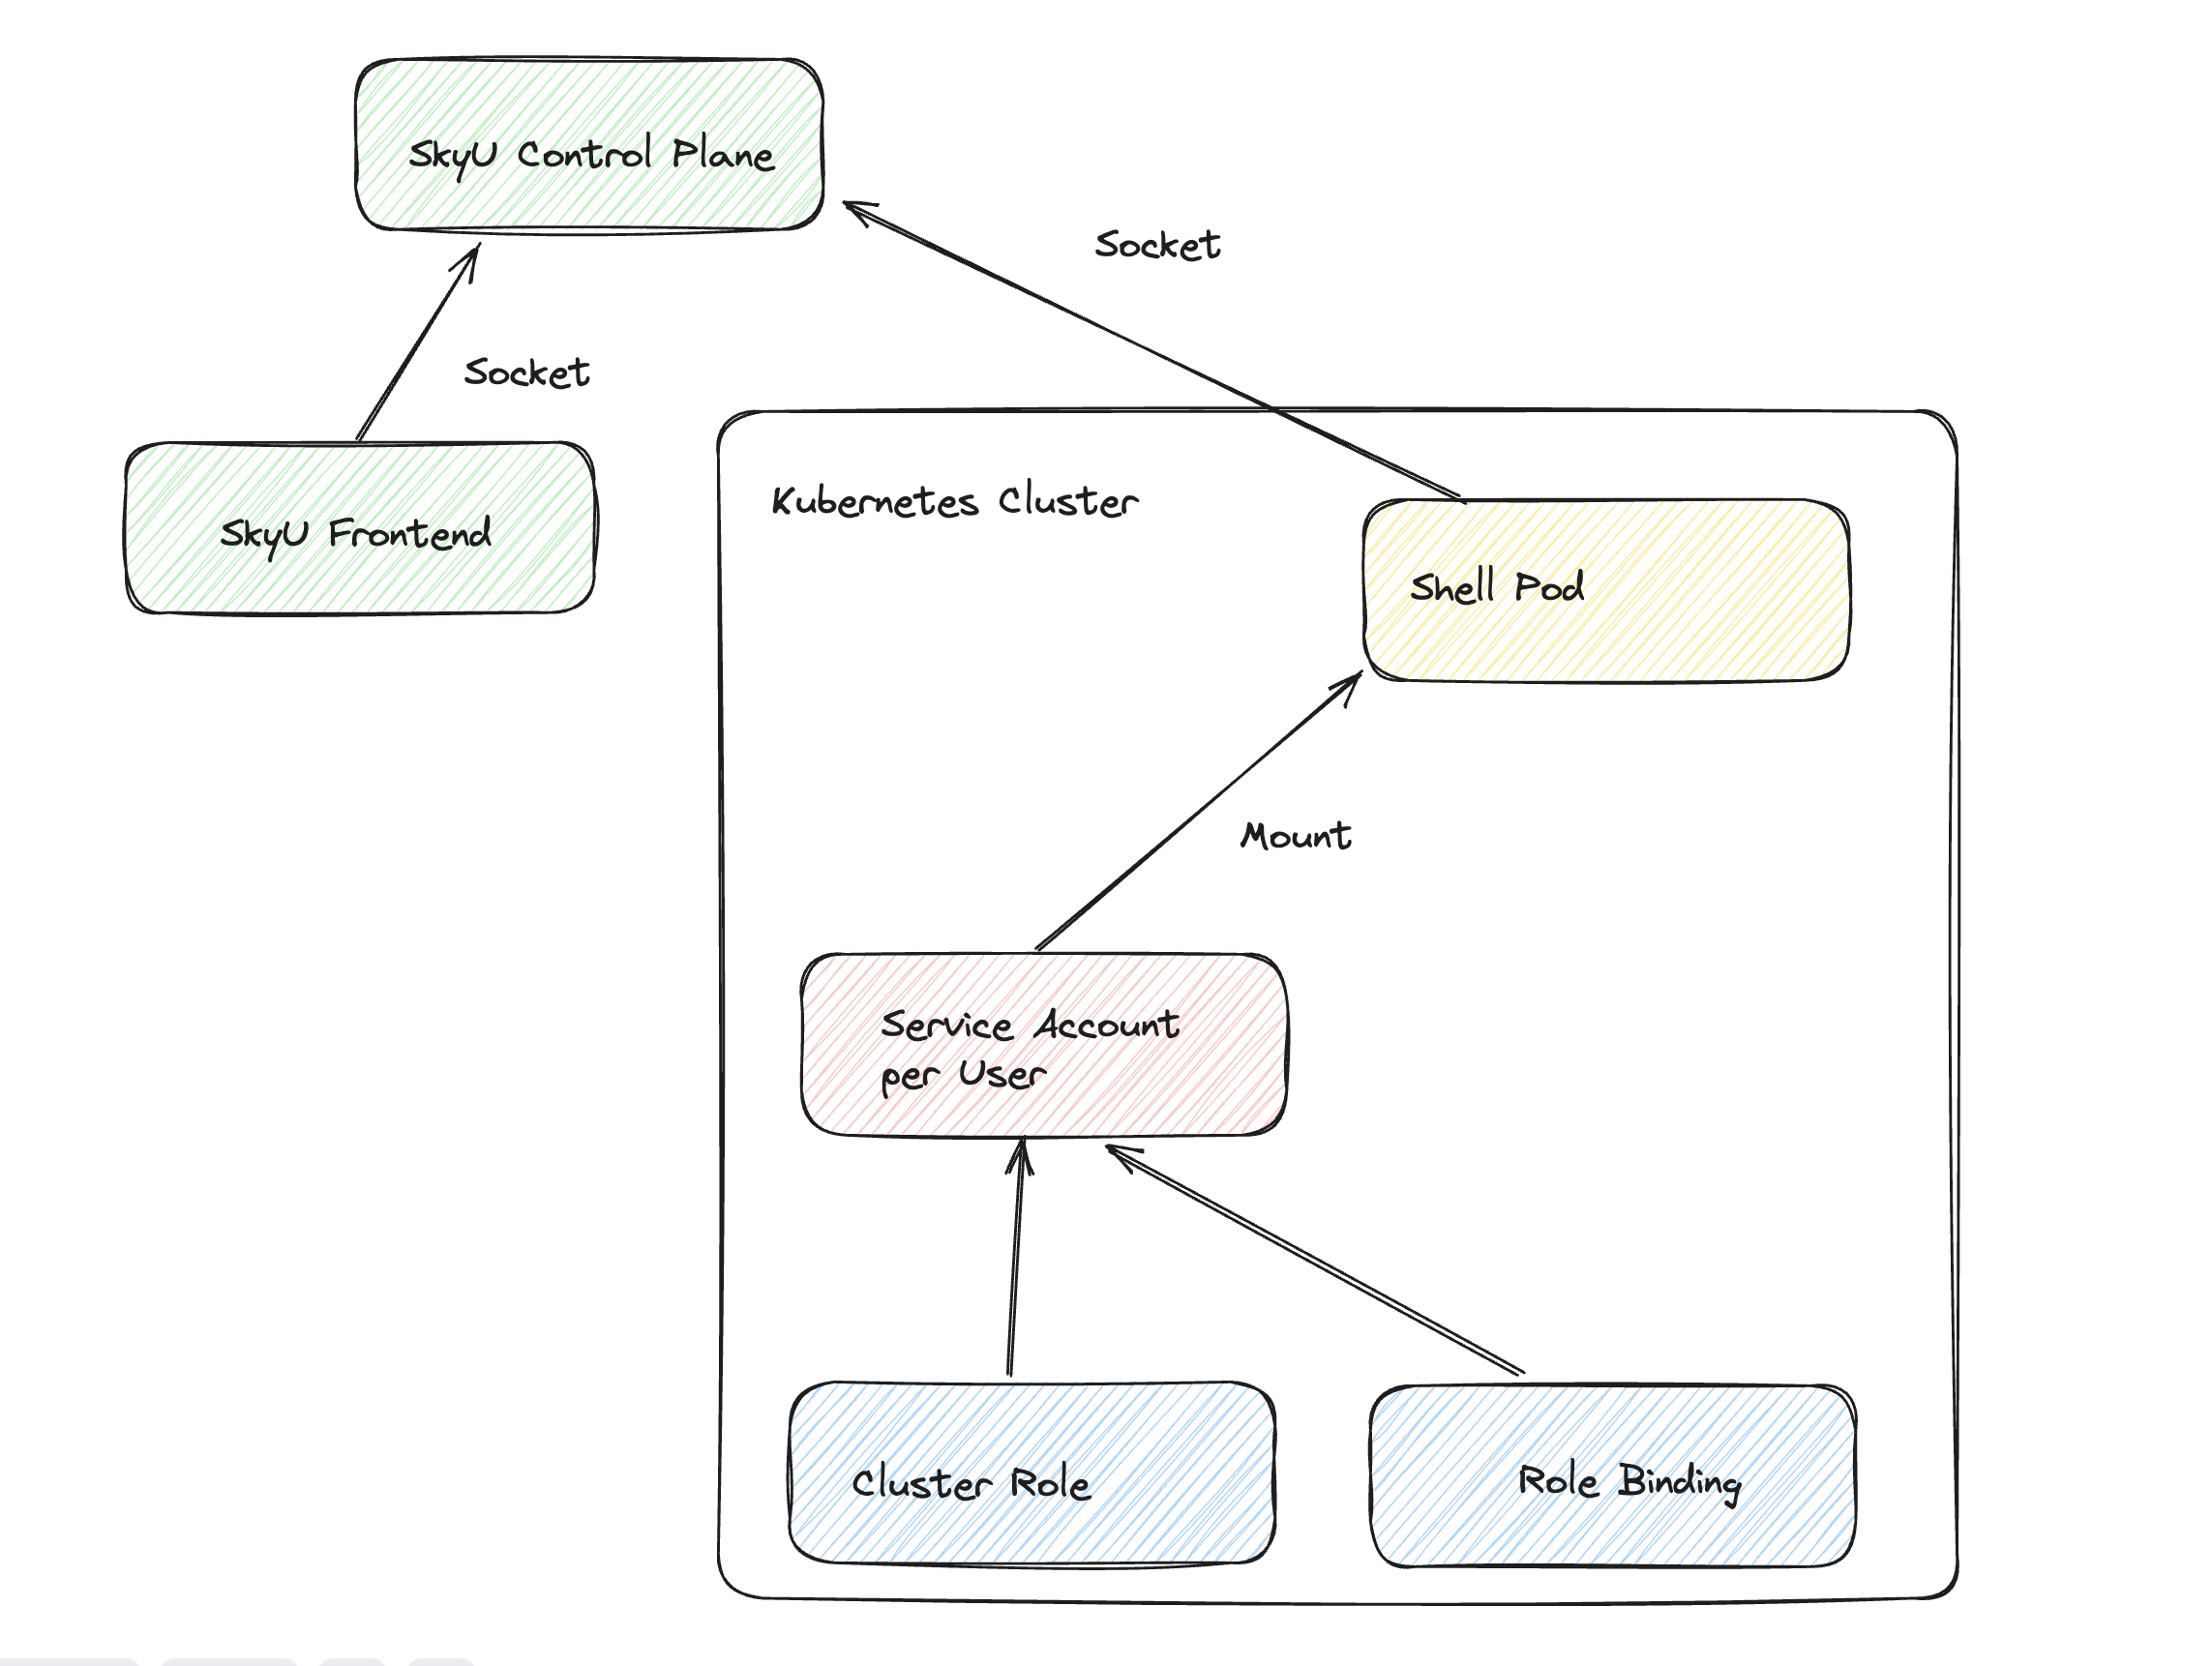 SkyU Control Plane
Socket
Socket
SkyU Frontend
Kubernetes Cluster
Shell Pod
Mount
Service Account
per User
Cluster Role
Role Binding